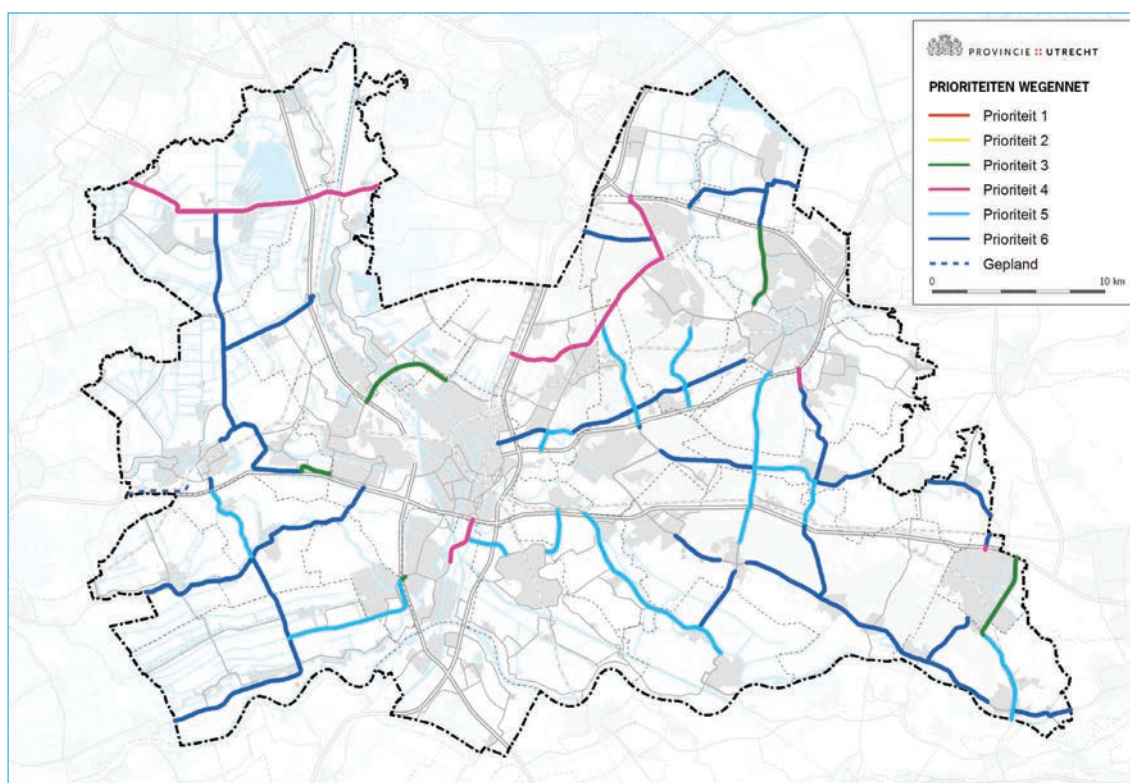 PROVINCIE UTRECHT
PRIORITEITEN WEGENNET
Prioriteit 1
Prioriteit 2
Prioriteit 3
Prioriteit 4
Prioriteit 5
Prioriteit 6
Gepland
0 10 km